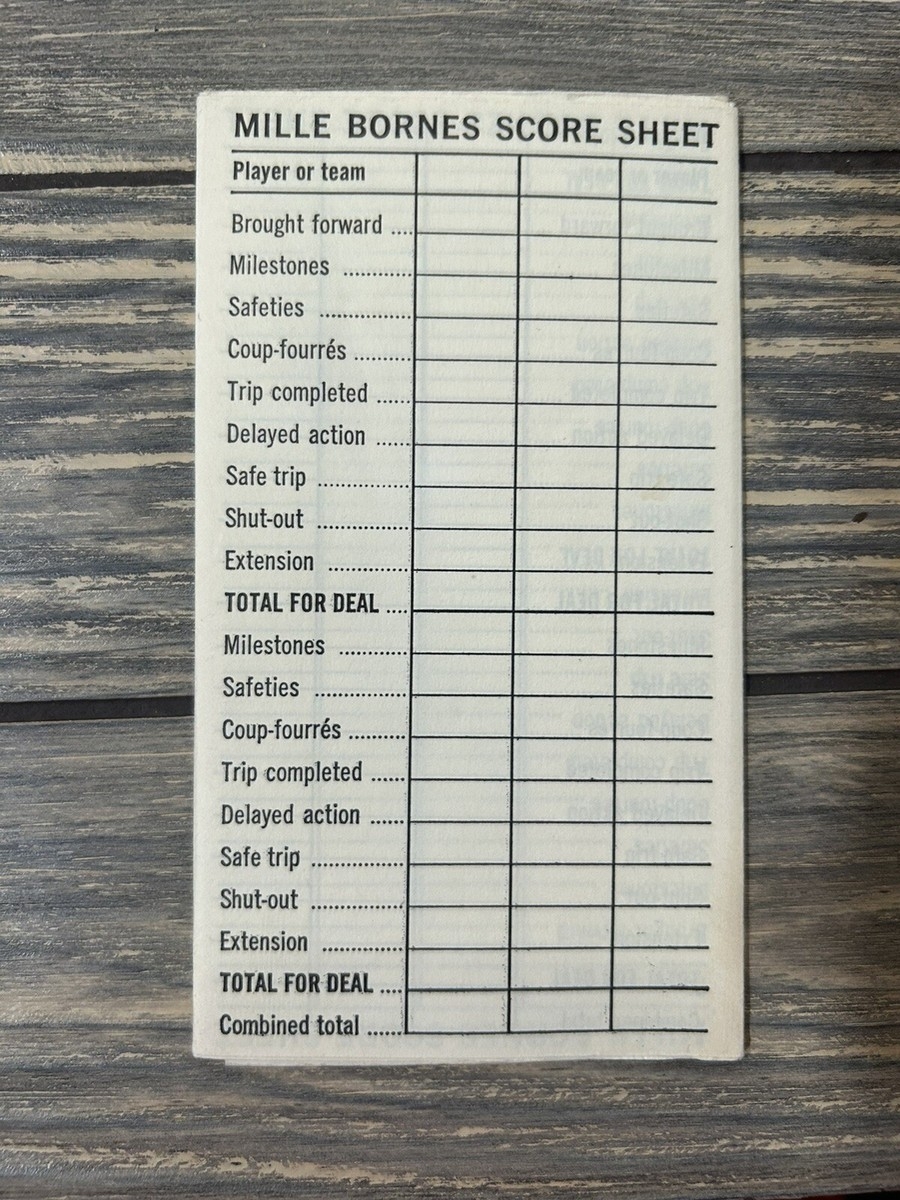 MILLE BORNES SCORE SHEET
Player or team
Brought forward ....
Milestones ............
Safeties ................
Coup-fourrés ..........
Trip completed ......
Delayed action ......
Safe trip ................
Shut-out ................
Extension ..............
TOTAL FOR DEAL ....
Milestones ............
Safeties ................
Coup-fourrés ..........
Trip completed ......
Delayed action ......
Safe trip ................
Shut-out ................
Extension ..............
TOTAL FOR DEAL ....
Combined total ......